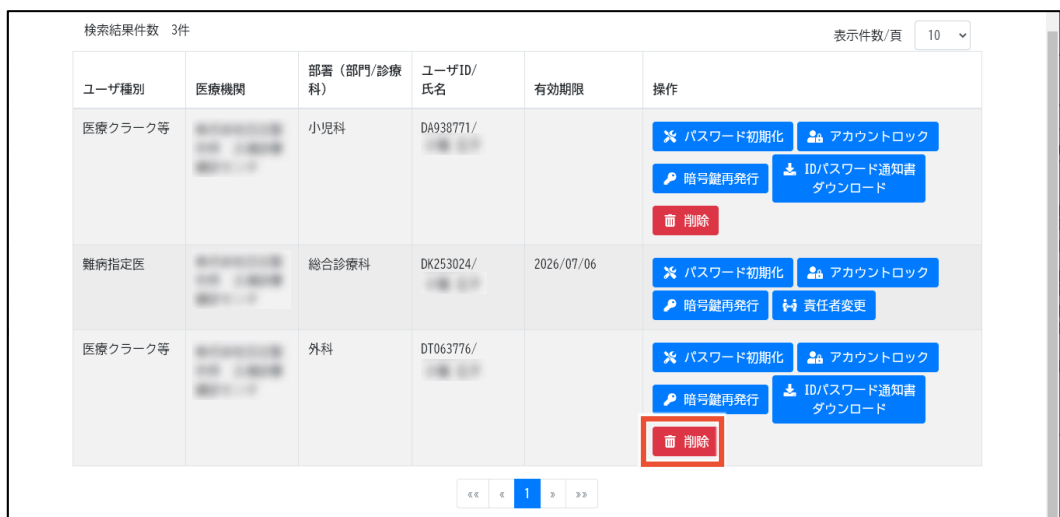 検索結果件数　3件
表示件数/頁　10
ユーザ種別　医療機関　部署（部門/診療科）　ユーザID/氏名　有効期限　操作
医療クラーク等　小児科　DA938771/
パスワード初期化　アカウントロック
暗号鍵再発行　IDパスワード通知書ダウンロード
削除
難病指定医　総合診療科　DK253024/　2026/07/06
パスワード初期化　アカウントロック
暗号鍵再発行　責任者変更
医療クラーク等　外科　DT063776/
パスワード初期化　アカウントロック
暗号鍵再発行　IDパスワード通知書ダウンロード
削除
«« « 1 » »»